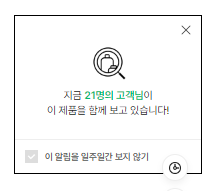 지금 21명의 고객님이
이 제품을 함께 보고 있습니다!
이 알림을 일주일간 보지 않기